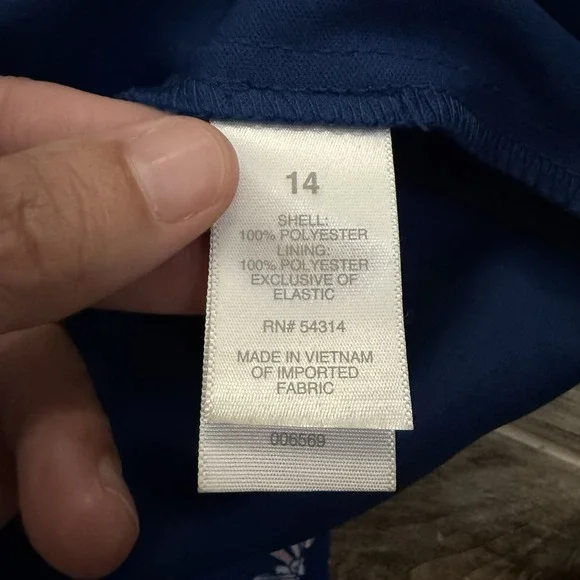 14
SHELL:
100% POLYESTER
LINING:
100% POLYESTER
EXCLUSIVE OF
ELASTIC
RN# 54314
MADE IN VIETNAM
OF IMPORTED
FABRIC
006569